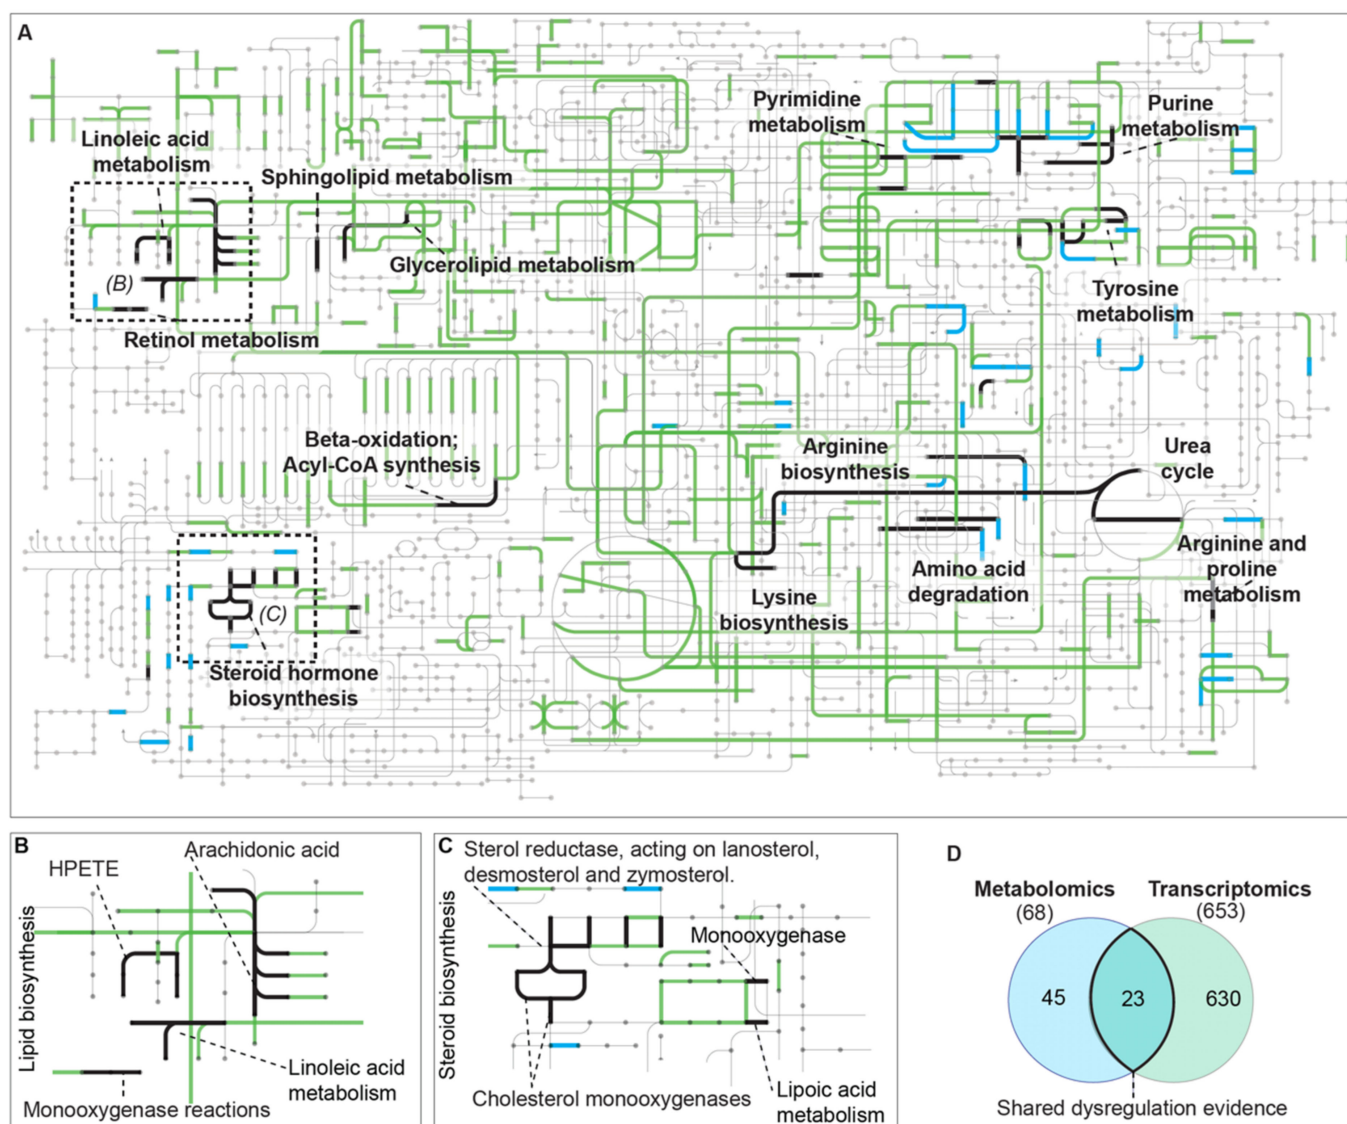 A
Linoleic acid
metabolism
Sphingolipid metabolism
Glycerolipid metabolism
(B)
Retinol metabolism
Pyrimidine
metabolism
Purine
metabolism
Tyrosine
metabolism
Beta-oxidation;
Acyl-CoA synthesis
Arginine
biosynthesis
Urea
cycle
Amino acid
degradation
Arginine and
proline
metabolism
Lysine
biosynthesis
(C)
Steroid hormone
biosynthesis
B
Lipid biosynthesis
HPETE
Arachidonic acid
Linoleic acid
metabolism
Monooxygenase reactions
C
Steroid biosynthesis
Sterol reductase, acting on lanosterol,
desmosterol and zymosterol.
Monooxygenase
Cholesterol monooxygenases
Lipoic acid
metabolism
D
Metabolomics Transcriptomics
(68) (653)
45 23 630
Shared dysregulation evidence